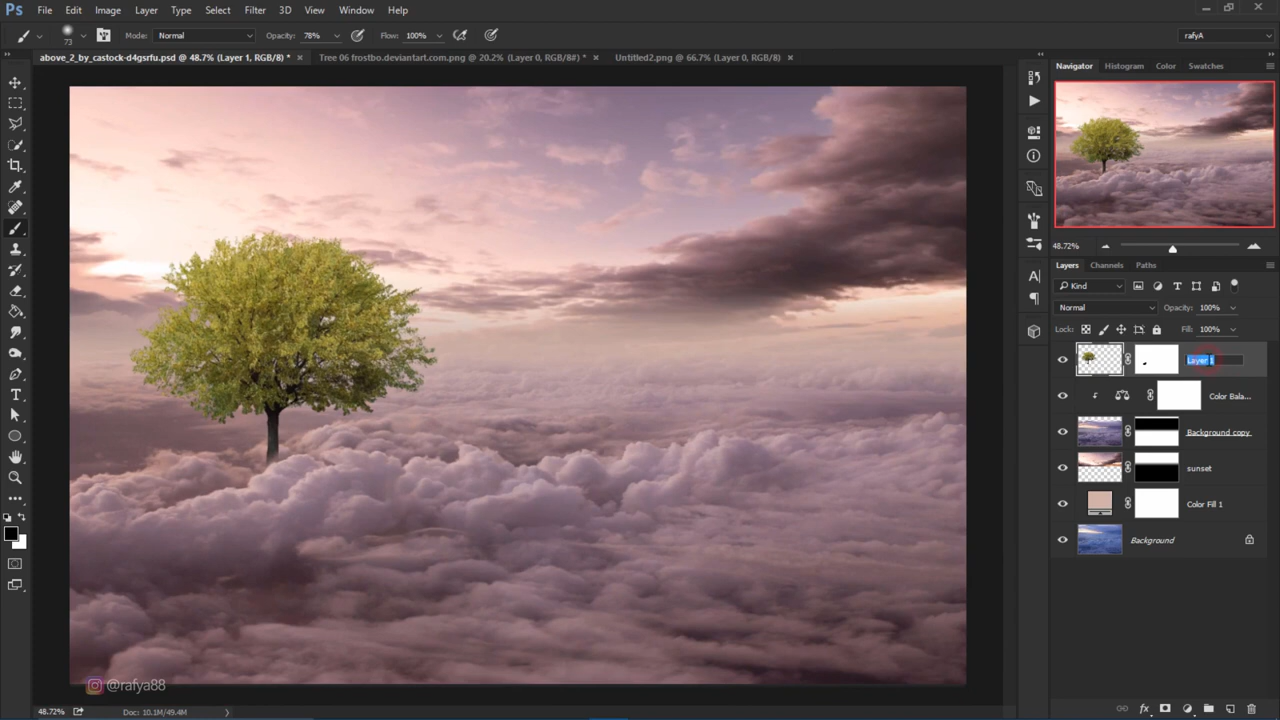 Ps File Edit Image Layer Type Select Filter 3D View Window Help
73 Mode: Normal Opacity: 78% Flow: 100% rafyA
above_2_by_castock-d4gsrfu.psd @ 48.7% (Layer 1, RGB/8) * × Tree 06 frostbo.deviantart.com.png @ 20.2% (Layer 0, RGB/8#) * × Untitled2.png @ 66.7% (Layer 0, RGB/8) ×
Navigator Histogram Color Swatches
48.72%
Layers Channels Paths
Kind
Normal Opacity: 100%
Lock: Fill: 100%
Layer 1
Color Bala...
Background copy
sunset
Color Fill 1
Background
@rafya88
48.72% Doc: 10.1M/49.4M